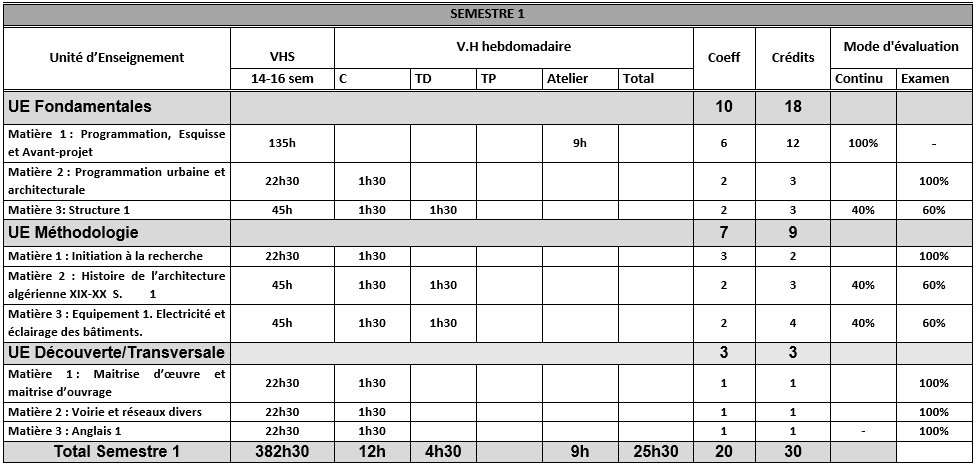 SEMESTRE 1
Unité d'Enseignement VHS V.H hebdomadaire Coeff Crédits Mode d'évaluation
14-16 sem C TD TP Atelier Total Continu Examen
UE Fondamentales 10 18
Matière 1 : Programmation, Esquisse
et Avant-projet 135h 9h 6 12 100% -
Matière 2 : Programmation urbaine et
architecturale 22h30 1h30 2 3 100%
Matière 3: Structure 1 45h 1h30 1h30 2 3 40% 60%
UE Méthodologie 7 9
Matière 1 : Initiation à la recherche 22h30 1h30 3 2 100%
Matière 2 : Histoire de l'architecture
algérienne XIX-XX S. 1 45h 1h30 1h30 2 3 40% 60%
Matière 3 : Equipement 1. Electricité et
éclairage des bâtiments. 45h 1h30 1h30 2 4 40% 60%
UE Découverte/Transversale 3 3
Matière 1 : Maitrise d'œuvre et
maitrise d'ouvrage 22h30 1h30 1 1 100%
Matière 2 : Voirie et réseaux divers 22h30 1h30 1 1 100%
Matière 3 : Anglais 1 22h30 1h30 1 1 - 100%
Total Semestre 1 382h30 12h 4h30 9h 25h30 20 30